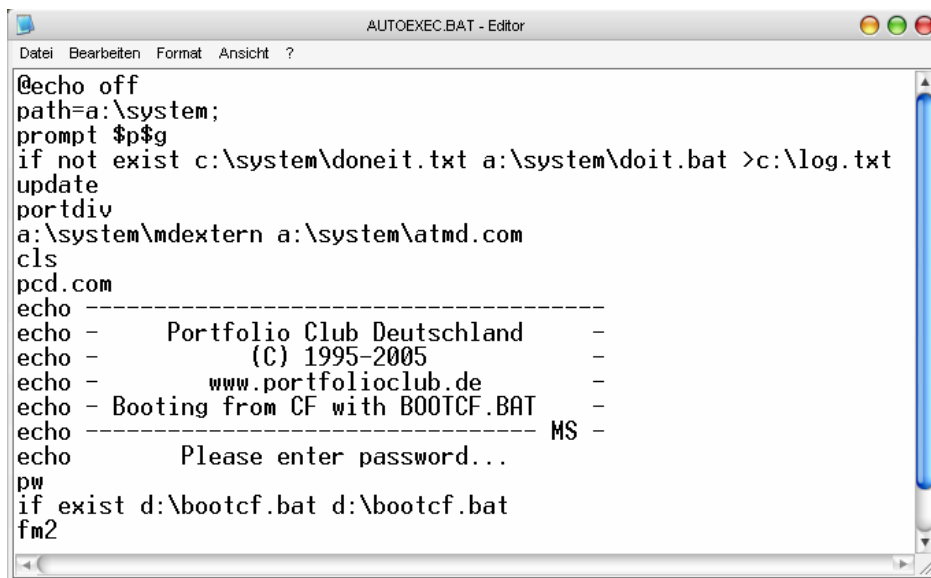 AUTOEXEC.BAT - Editor
Datei Bearbeiten Format Ansicht ?
@echo off
path=a:\system;
prompt $p$g
if not exist c:\system\doneit.txt a:\system\doit.bat >c:\log.txt
update
portdiv
a:\system\mdextern a:\system\atmd.com
cls
pcd.com
echo --------------------------------------
echo -     Portfolio Club Deutschland     -
echo -           (C) 1995-2005            -
echo -        www.portfolioclub.de        -
echo - Booting from CF with BOOTCF.BAT    -
echo --------------------------------- MS -
echo        Please enter password...
pw
if exist d:\bootcf.bat d:\bootcf.bat
fm2